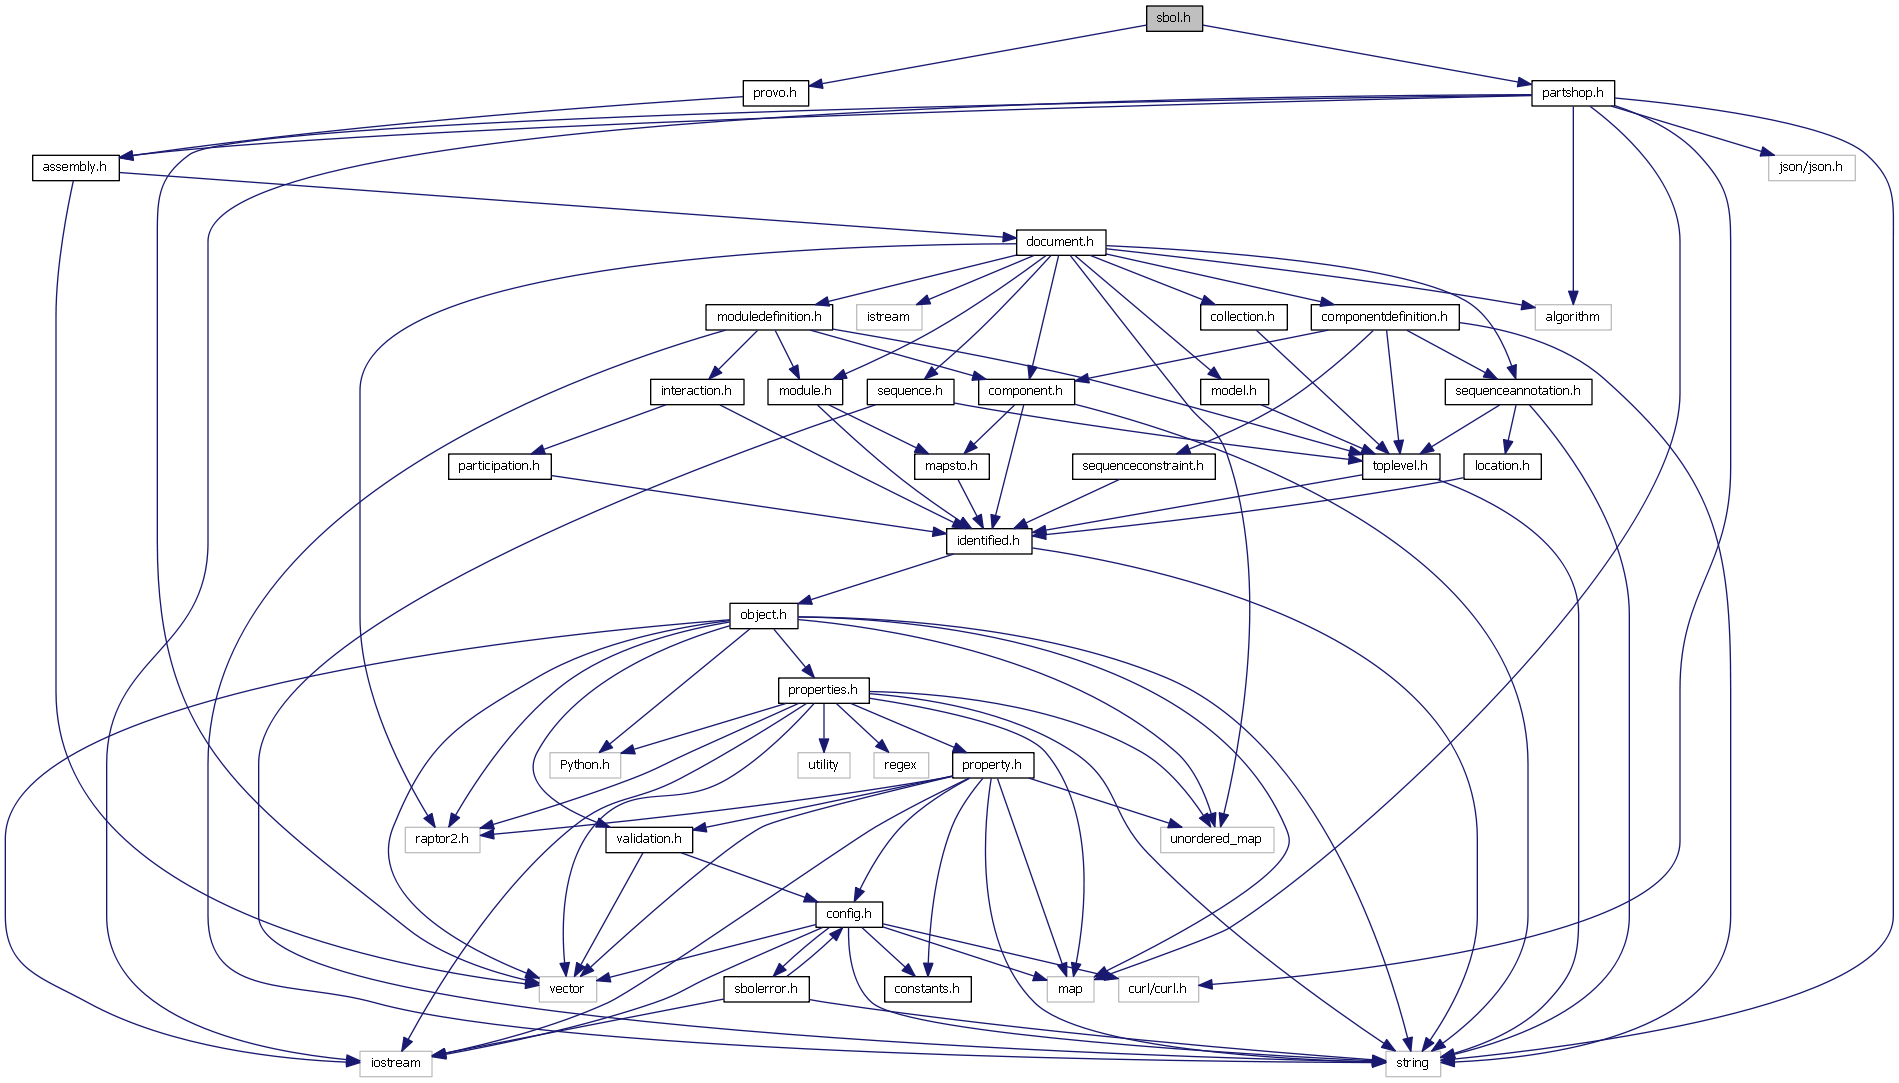 sbol.h
provo.h
partshop.h
assembly.h
json/json.h
document.h
moduledefinition.h
istream
collection.h
componentdefinition.h
algorithm
interaction.h
module.h
sequence.h
component.h
model.h
sequenceannotation.h
participation.h
mapsto.h
sequenceconstraint.h
toplevel.h
location.h
identified.h
object.h
properties.h
Python.h
utility
regex
property.h
raptor2.h
validation.h
unordered_map
config.h
vector
sbolerror.h
constants.h
map
curl/curl.h
iostream
string